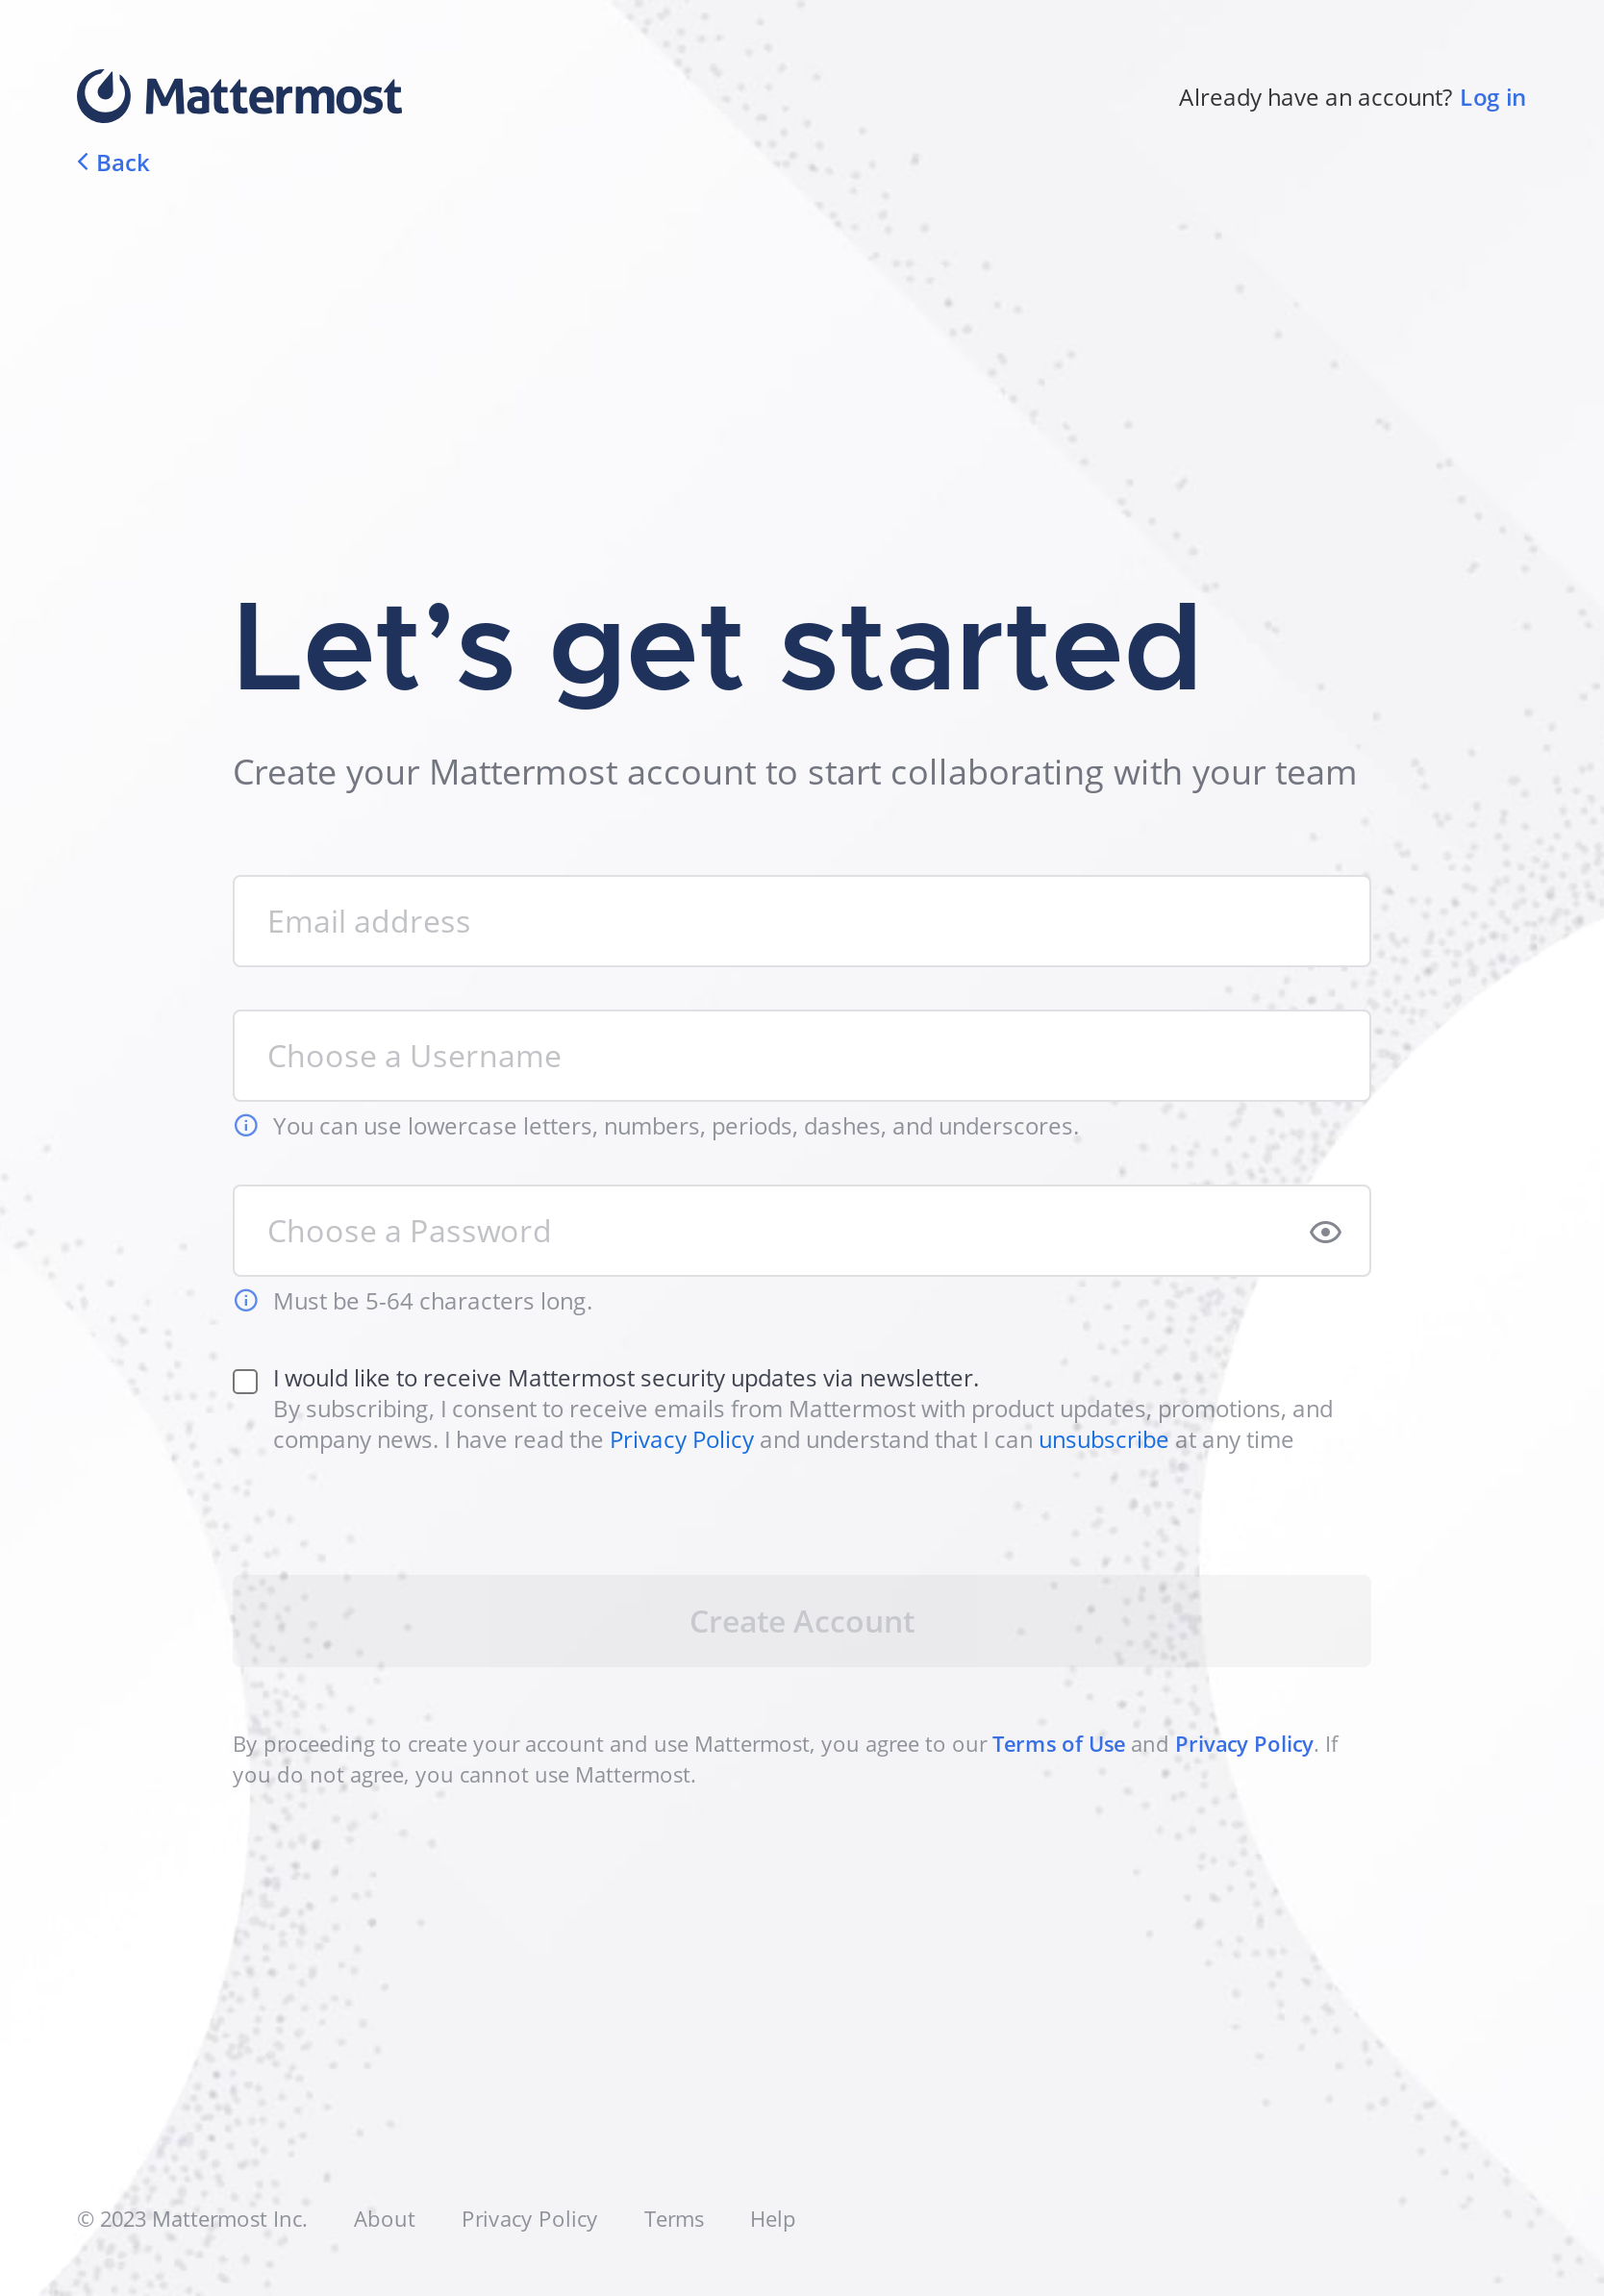 Mattermost
Already have an account? Log in
Back
Let’s get started
Create your Mattermost account to start collaborating with your team
Email address
Choose a Username
You can use lowercase letters, numbers, periods, dashes, and underscores.
Choose a Password
Must be 5-64 characters long.
I would like to receive Mattermost security updates via newsletter.
By subscribing, I consent to receive emails from Mattermost with product updates, promotions, and
company news. I have read the Privacy Policy and understand that I can unsubscribe at any time
Create Account
By proceeding to create your account and use Mattermost, you agree to our Terms of Use and Privacy Policy. If
you do not agree, you cannot use Mattermost.
© 2023 Mattermost Inc. About Privacy Policy Terms Help